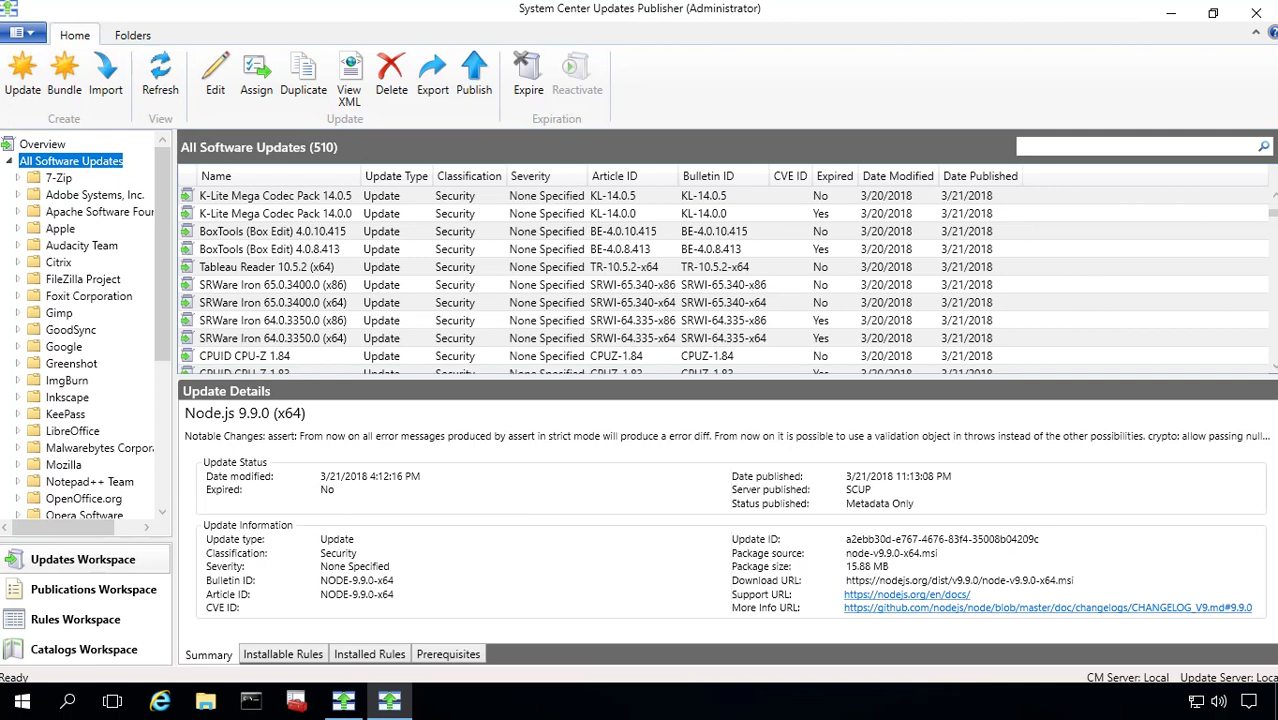 System Center Updates Publisher (Administrator)
Home Folders
Update Bundle Import Refresh Edit Assign Duplicate View XML Delete Export Publish Expire Reactivate
Create View Update Expiration
Overview
All Software Updates
7-Zip
Adobe Systems, Inc.
Apache Software Four
Apple
Audacity Team
Citrix
FileZilla Project
Foxit Corporation
Gimp
GoodSync
Google
Greenshot
ImgBurn
Inkscape
KeePass
LibreOffice
Malwarebytes Corpor
Mozilla
Notepad++ Team
OpenOffice.org
Opera Software
Updates Workspace
Publications Workspace
Rules Workspace
Catalogs Workspace
All Software Updates (510)
Name Update Type Classification Severity Article ID Bulletin ID CVE ID Expired Date Modified Date Published
K-Lite Mega Codec Pack 14.0.5 Update Security None Specified KL-14.0.5 KL-14.0.5 No 3/20/2018 3/21/2018
K-Lite Mega Codec Pack 14.0.0 Update Security None Specified KL-14.0.0 KL-14.0.0 Yes 3/20/2018 3/21/2018
BoxTools (Box Edit) 4.0.10.415 Update Security None Specified BE-4.0.10.415 BE-4.0.10.415 No 3/20/2018 3/21/2018
BoxTools (Box Edit) 4.0.8.413 Update Security None Specified BE-4.0.8.413 BE-4.0.8.413 Yes 3/20/2018 3/21/2018
Tableau Reader 10.5.2 (x64) Update Security None Specified TR-10.5.2-x64 TR-10.5.2-x64 No 3/20/2018 3/21/2018
SRWare Iron 65.0.3400.0 (x86) Update Security None Specified SRWI-65.340-x86 SRWI-65.340-x86 No 3/20/2018 3/21/2018
SRWare Iron 65.0.3400.0 (x64) Update Security None Specified SRWI-65.340-x64 SRWI-65.340-x64 No 3/20/2018 3/21/2018
SRWare Iron 64.0.3350.0 (x86) Update Security None Specified SRWI-64.335-x86 SRWI-64.335-x86 Yes 3/20/2018 3/21/2018
SRWare Iron 64.0.3350.0 (x64) Update Security None Specified SRWI-64.335-x64 SRWI-64.335-x64 Yes 3/20/2018 3/21/2018
CPUID CPU-Z 1.84 Update Security None Specified CPUZ-1.84 CPUZ-1.84 No 3/20/2018 3/21/2018
CPUID CPU-Z 1.83 Update Security None Specified CPUZ-1.83 CPUZ-1.83 Yes 3/20/2018 3/21/2018
Update Details
Node.js 9.9.0 (x64)
Notable Changes: assert: From now on all error messages produced by assert in strict mode will produce a error diff. From now on it is possible to use a validation object in throws instead of the other possibilities. crypto: allow passing null...
Update Status
Date modified: 3/21/2018 4:12:16 PM Date published: 3/21/2018 11:13:08 PM
Expired: No Server published: SCUP
Status published: Metadata Only
Update Information
Update type: Update Update ID: a2ebb30d-e767-4676-83f4-35008b04209c
Classification: Security Package source: node-v9.9.0-x64.msi
Severity: None Specified Package size: 15.88 MB
Bulletin ID: NODE-9.9.0-x64 Download URL: https://nodejs.org/dist/v9.9.0/node-v9.9.0-x64.msi
Article ID: NODE-9.9.0-x64 Support URL: https://nodejs.org/en/docs/
CVE ID: More Info URL: https://github.com/nodejs/node/blob/master/doc/changelogs/CHANGELOG_V9.md#9.9.0
Summary Installable Rules Installed Rules Prerequisites
Ready CM Server: Local Update Server: Loca